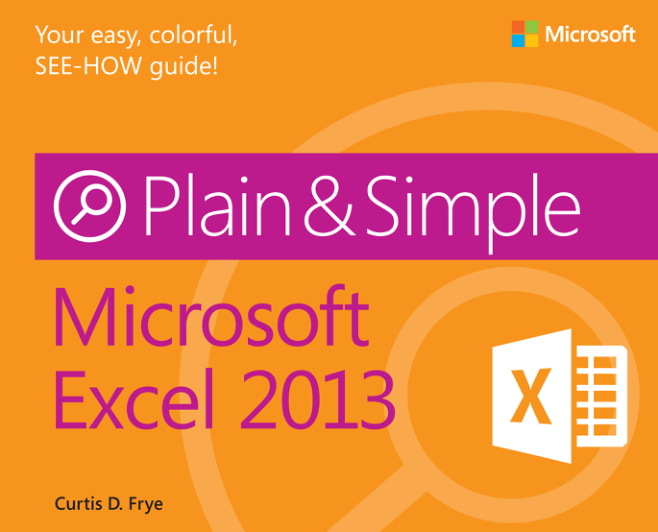 Your easy, colorful,
SEE-HOW guide!
Microsoft
Plain & Simple
Microsoft
Excel 2013
X
Curtis D. Frye